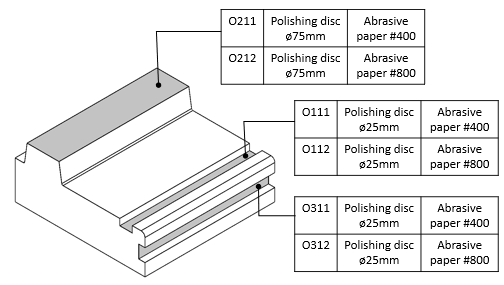 O211 Polishing disc Abrasive
ø75mm paper #400
O212 Polishing disc Abrasive
ø75mm paper #800
O111 Polishing disc Abrasive
ø25mm paper #400
O112 Polishing disc Abrasive
ø25mm paper #800
O311 Polishing disc Abrasive
ø25mm paper #400
O312 Polishing disc Abrasive
ø25mm paper #800